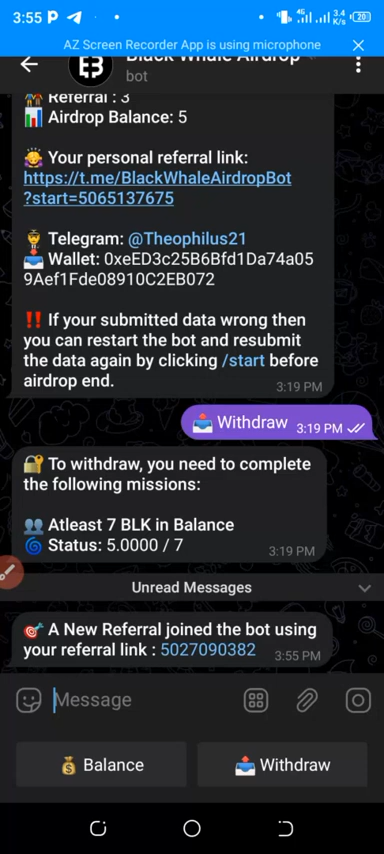 3:55 P
4G 3.4 K/s 20
AZ Screen Recorder App is using microphone
Black Whale Airdrop
bot
Referral : 3
Airdrop Balance: 5
Your personal referral link:
https://t.me/BlackWhaleAirdropBot
?start=5065137675
Telegram: @Theophilus21
Wallet: 0xeED3c25B6Bfd1Da74a05
9Aef1Fde08910C2EB072
‼️ If your submitted data wrong then
you can restart the bot and resubmit
the data again by clicking /start before
airdrop end.
3:19 PM
Withdraw 3:19 PM
To withdraw, you need to complete
the following missions:
Atleast 7 BLK in Balance
Status: 5.0000 / 7
3:19 PM
Unread Messages
A New Referral joined the bot using
your referral link : 5027090382 3:55 PM
Message
Balance Withdraw